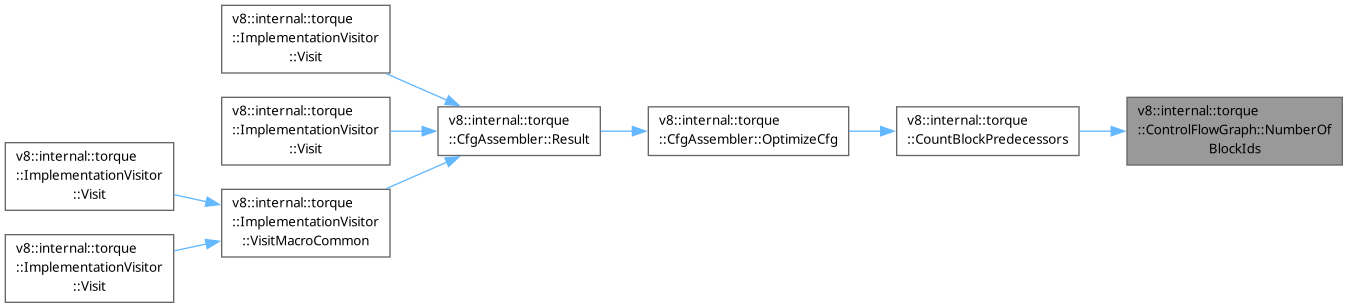 v8::internal::torque
::ImplementationVisitor
::Visit
v8::internal::torque
::ImplementationVisitor
::Visit
v8::internal::torque
::ImplementationVisitor
::Visit
v8::internal::torque
::ImplementationVisitor
::Visit
v8::internal::torque
::ImplementationVisitor
::VisitMacroCommon
v8::internal::torque
::CfgAssembler::Result
v8::internal::torque
::CfgAssembler::OptimizeCfg
v8::internal::torque
::CountBlockPredecessors
v8::internal::torque
::ControlFlowGraph::NumberOf
BlockIds